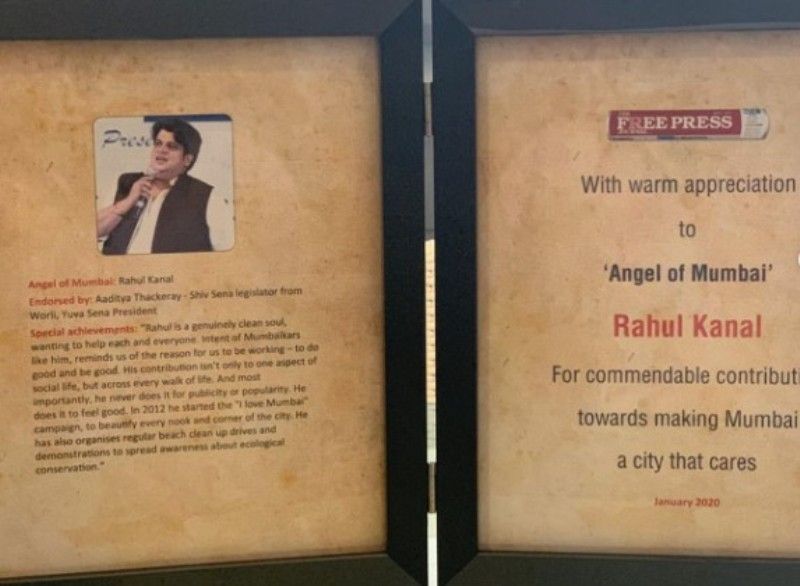 Prese
Angel of Mumbai: Rahul Kanal
Endorsed by: Aaditya Thackeray - Shiv Sena legislator from
Worli, Yuva Sena President
Special achievements: "Rahul is a genuinely clean soul,
wanting to help each and everyone. Intent of Mumbaikars
like him, reminds us of the reason for us to be working – to do
good and be good. His contribution isn't only to one aspect of
social life, but across every walk of life. And most
importantly, he never does it for publicity or popularity. He
does it to feel good. In 2012 he started the "I love Mumbai"
campaign, to beautify every nook and corner of the city. He
has also organises regular beach clean up drives and
demonstrations to spread awareness about ecological
conservation."
FREE PRESS
With warm appreciation
to
'Angel of Mumbai'
Rahul Kanal
For commendable contributi
towards making Mumbai
a city that cares
January 2020